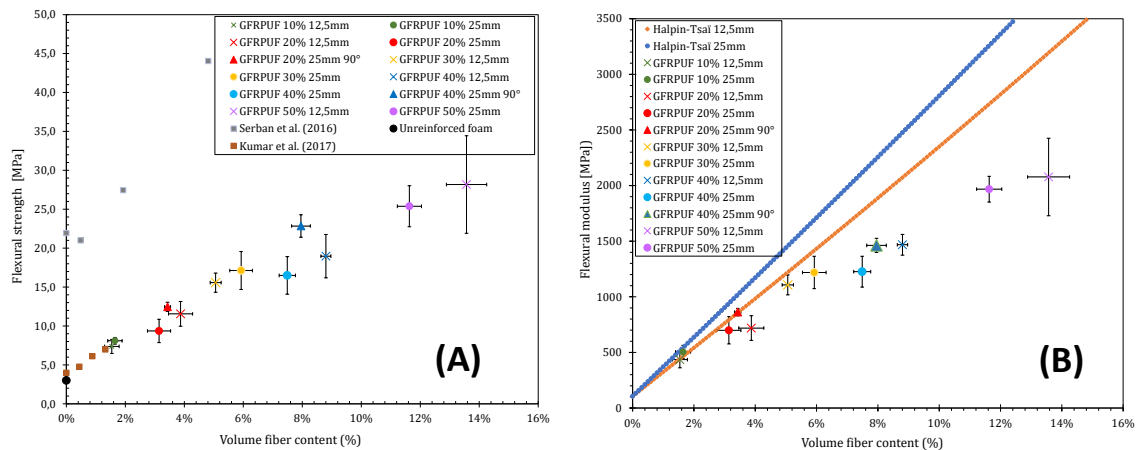 GFRPUF 10% 12,5mm
GFRPUF 10% 25mm
GFRPUF 20% 12,5mm
GFRPUF 20% 25mm
GFRPUF 20% 25mm 90°
GFRPUF 30% 12,5mm
GFRPUF 30% 25mm
GFRPUF 40% 12,5mm
GFRPUF 40% 25mm
GFRPUF 40% 25mm 90°
GFRPUF 50% 12,5mm
GFRPUF 50% 25mm
Serban et al. (2016)
Unreinforced foam
Kumar et al. (2017)
50,0
45,0
40,0
35,0
30,0
25,0
20,0
15,0
10,0
5,0
0,0
Flexural strength [MPa]
0%
2%
4%
6%
8%
10%
12%
14%
16%
Volume fiber content (%)
(A)
Halpin-Tsaï 12,5mm
Halpin-Tsaï 25mm
GFRPUF 10% 12,5mm
GFRPUF 10% 25mm
GFRPUF 20% 12,5mm
GFRPUF 20% 25mm
GFRPUF 20% 25mm 90°
GFRPUF 30% 12,5mm
GFRPUF 30% 25mm
GFRPUF 40% 12,5mm
GFRPUF 40% 25mm
GFRPUF 40% 25mm 90°
GFRPUF 50% 12,5mm
GFRPUF 50% 25mm
3500
3000
2500
2000
1500
1000
500
0
Flexural modulus [MPa]
0%
2%
4%
6%
8%
10%
12%
14%
16%
Volume fiber content (%)
(B)